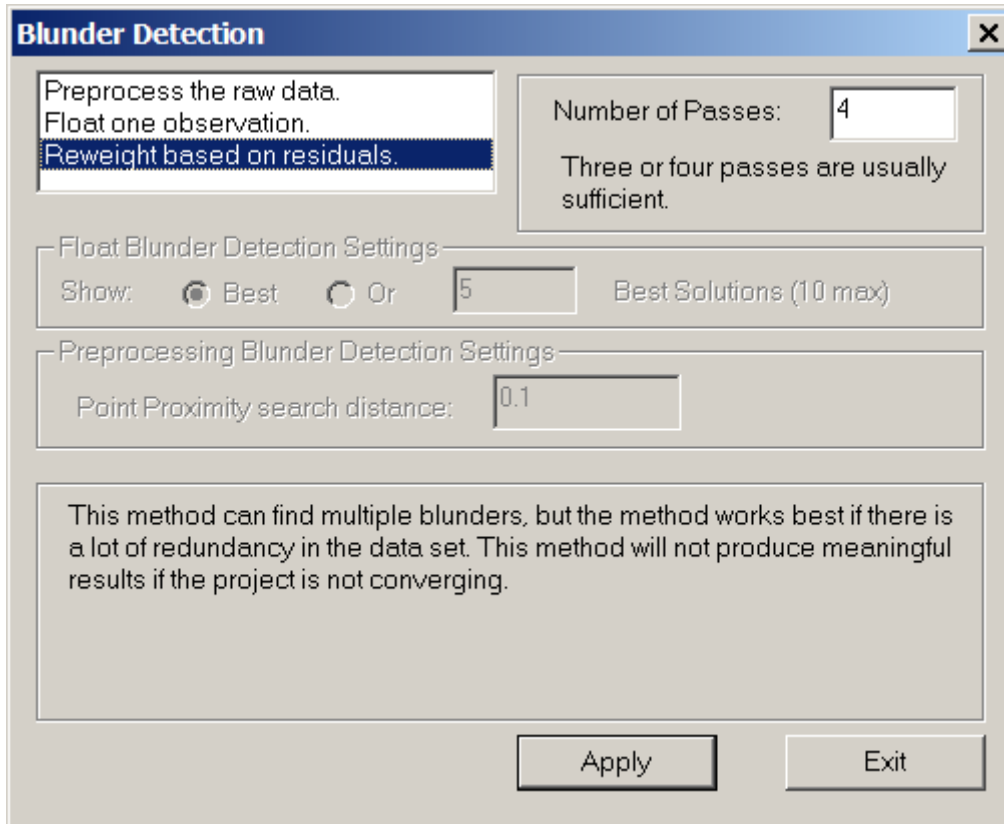 Blunder Detection
Preprocess the raw data.
Float one observation.
Reweight based on residuals.
Number of Passes: 4
Three or four passes are usually
sufficient.
Float Blunder Detection Settings
Show: Best Or 5 Best Solutions (10 max)
Preprocessing Blunder Detection Settings
Point Proximity search distance: 0.1
This method can find multiple blunders, but the method works best if there is
a lot of redundancy in the data set. This method will not produce meaningful
results if the project is not converging.
Apply Exit